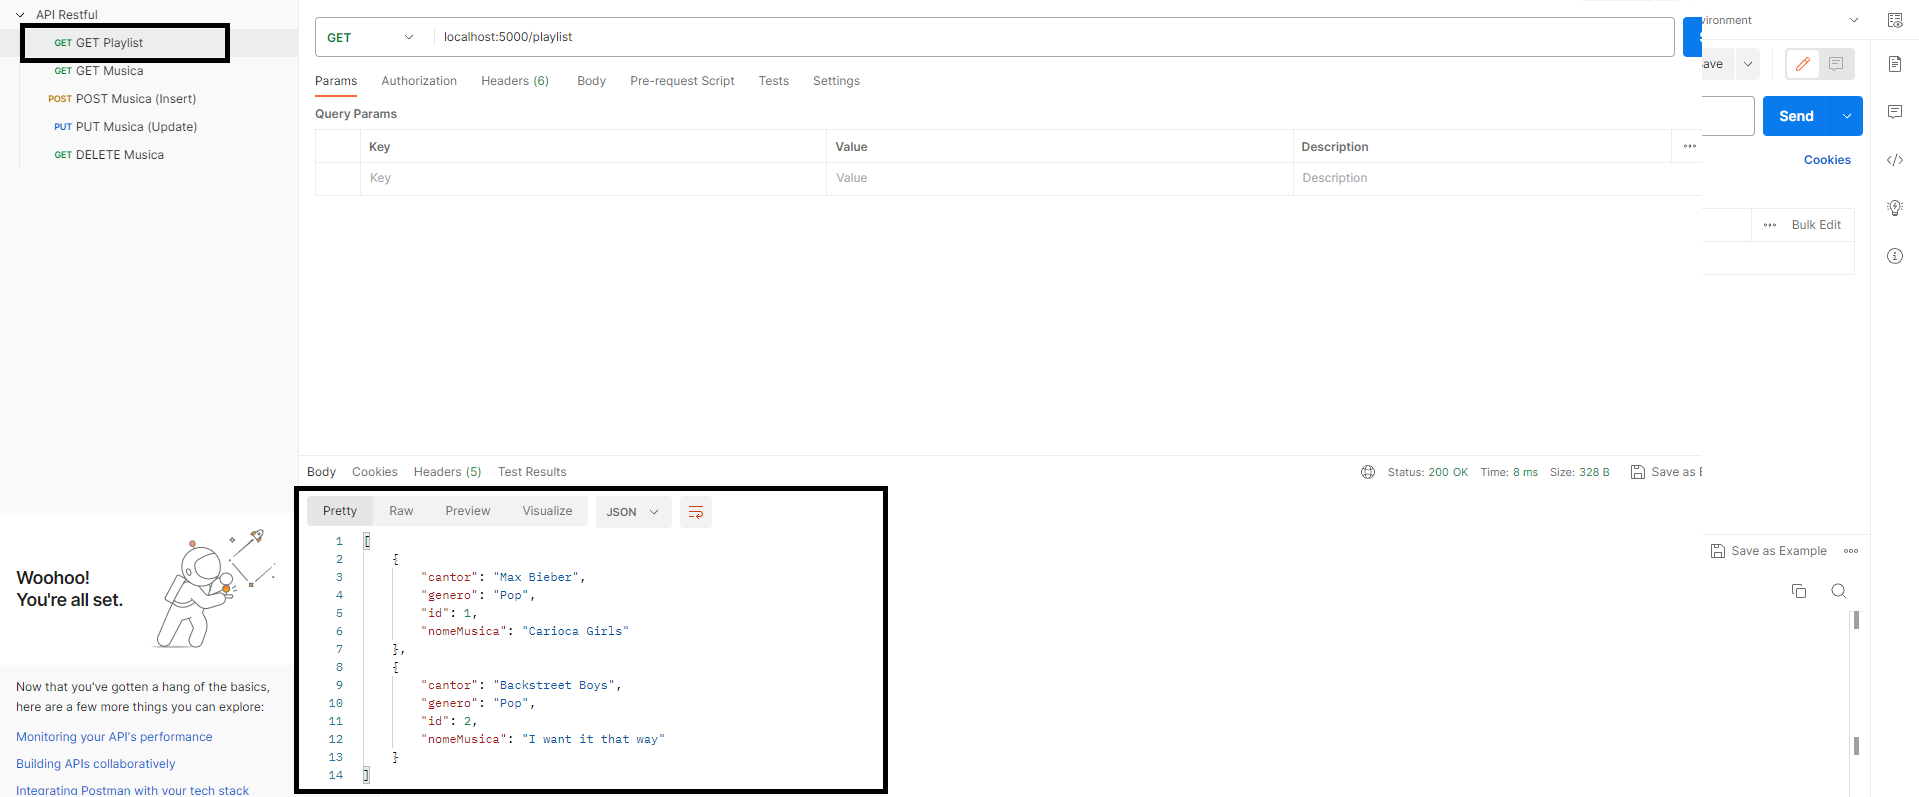 API Restful
GET GET Playlist
GET GET Musica
POST POST Musica (Insert)
PUT PUT Musica (Update)
GET DELETE Musica
Woohoo!
You're all set.
Now that you've gotten a hang of the basics,
here are a few more things you can explore:
Monitoring your API's performance
Building APIs collaboratively
Integrating Postman with your tech stack
GET localhost:5000/playlist
Params Authorization Headers (6) Body Pre-request Script Tests Settings
Query Params
Key Value Description
Key Value Description
Body Cookies Headers (5) Test Results
Status: 200 OK Time: 8 ms Size: 328 B Save as
Pretty Raw Preview Visualize JSON
1 [
2 {
3 "cantor": "Max Bieber",
4 "genero": "Pop",
5 "id": 1,
6 "nomeMusica": "Carioca Girls"
7 },
8 {
9 "cantor": "Backstreet Boys",
10 "genero": "Pop",
11 "id": 2,
12 "nomeMusica": "I want it that way"
13 }
14 ]
Send
Cookies
Bulk Edit
Save as Example